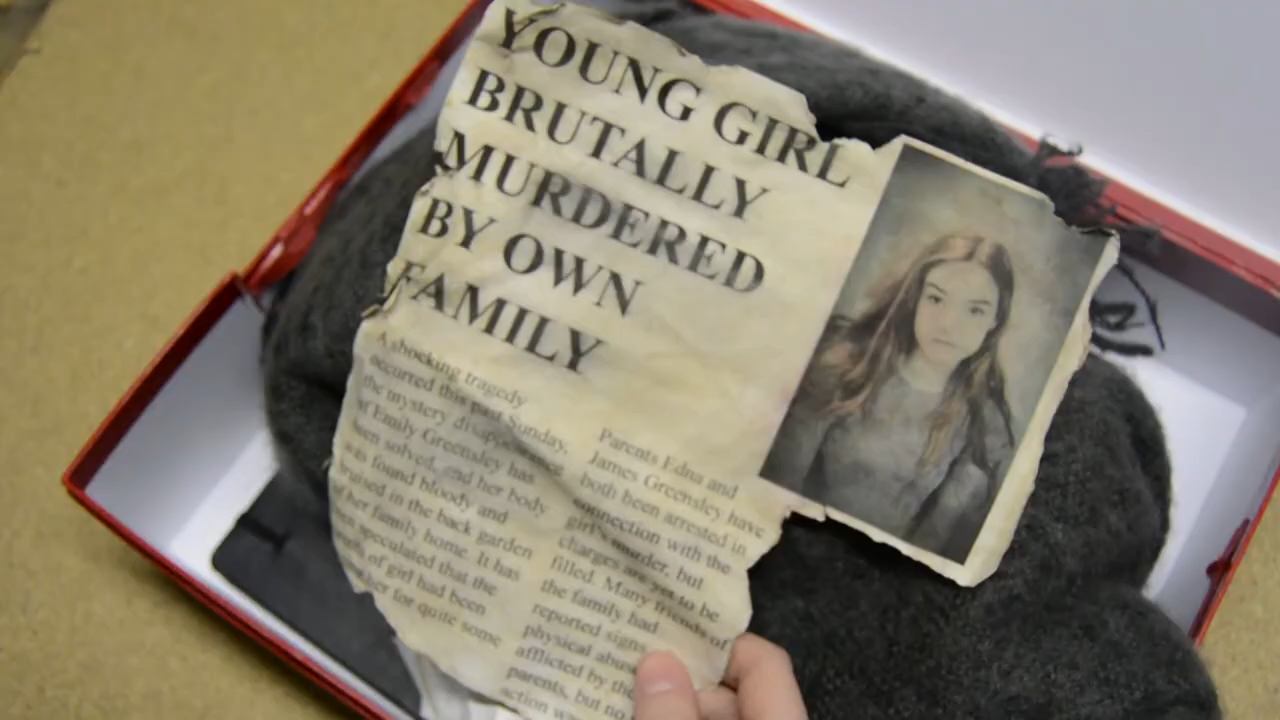 YOUNG GIRL
BRUTALLY
MURDERED
BY OWN
FAMILY
A shocking tragedy
occurred this past Sunday,
the mystery disappearance
of Emily Greensley has
been solved, and her body
was found bloody and
bruised in the back garden
of her family home. It has
been speculated that the
of girl had been
for quite some
Parents Edna and
James Greensley have
both been arrested in
connection with the
girl's murder, but
charges are yet to be
filled. Many friends of
the family had
reported signs
physical abuse
afflicted by the
parents, but no
action